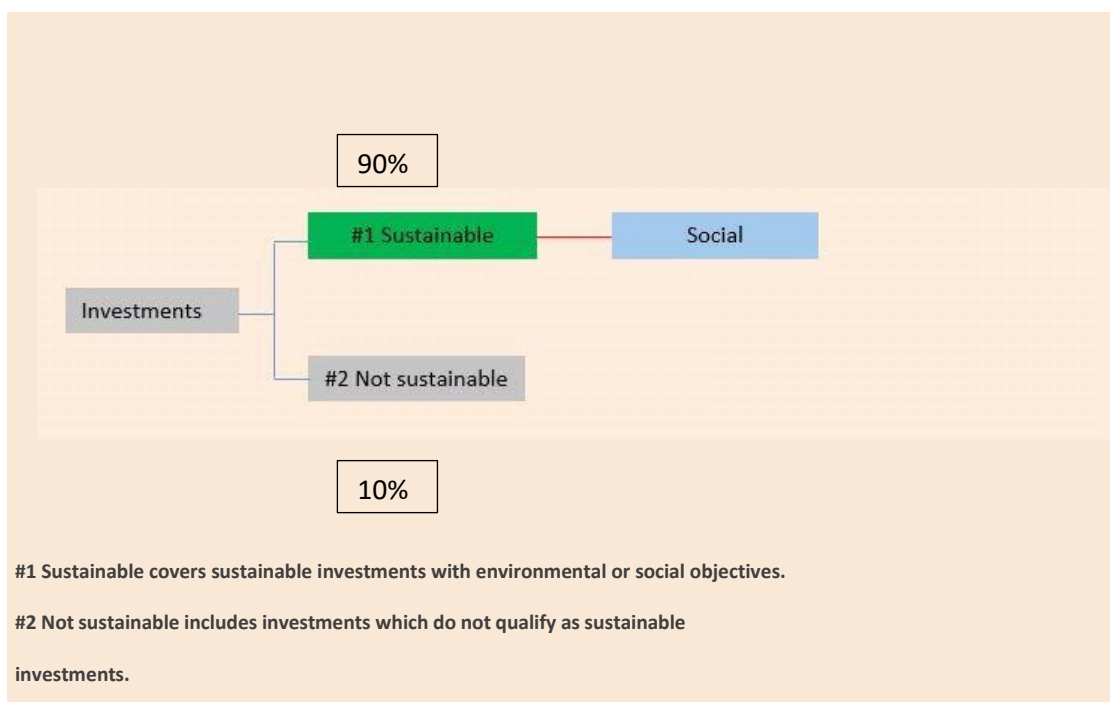 90%
#1 Sustainable
Social
Investments
#2 Not sustainable
10%
#1 Sustainable covers sustainable investments with environmental or social objectives.
#2 Not sustainable includes investments which do not qualify as sustainable
investments.